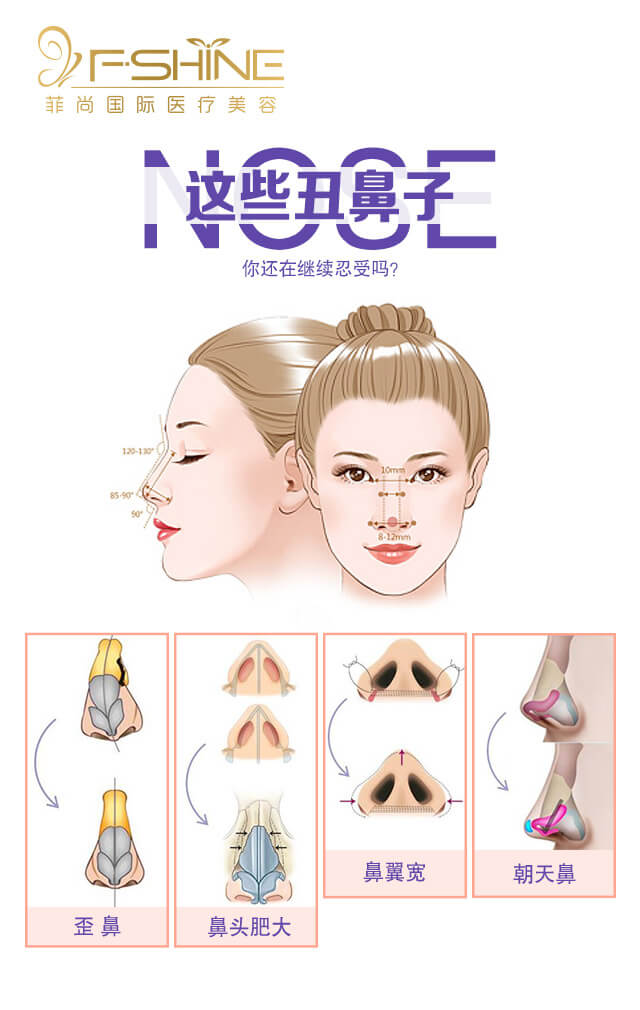 F·SHINE
菲尚国际医疗美容
NOSE
这些丑鼻子
你还在继续忍受吗?
120-130°
85-90°
90°
10mm
8-12mm
歪鼻
鼻头肥大
鼻翼宽
朝天鼻